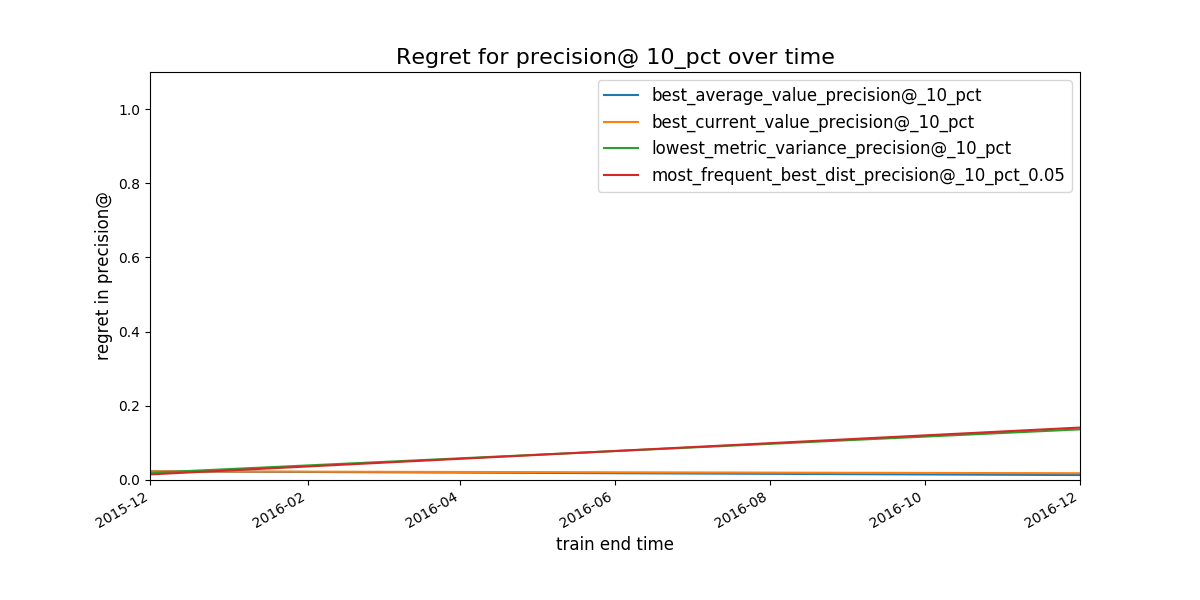 Regret for precision@ 10_pct over time
best_average_value_precision@_10_pct
best_current_value_precision@_10_pct
lowest_metric_variance_precision@_10_pct
most_frequent_best_dist_precision@_10_pct_0.05
regret in precision@
1.0
0.8
0.6
0.4
0.2
0.0
2015-12
2016-02
2016-04
2016-06
2016-08
2016-10
2016-12
train end time